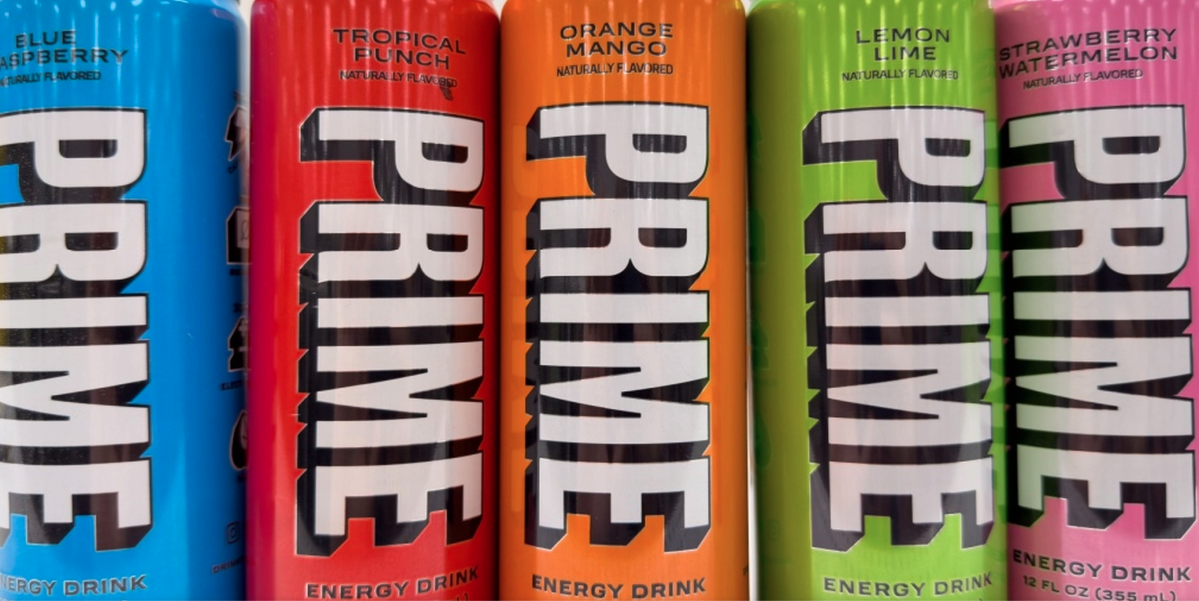 BLUE
RASPBERRY
NATURALLY FLAVORED
PRIME
ENERGY DRINK
TROPICAL
PUNCH
NATURALLY FLAVORED
PRIME
ENERGY DRINK
ORANGE
MANGO
NATURALLY FLAVORED
PRIME
ENERGY DRINK
LEMON
LIME
NATURALLY FLAVORED
PRIME
ENERGY DRINK
STRAWBERRY
WATERMELON
NATURALLY FLAVORED
PRIME
ENERGY DRINK
12 FL OZ (355 mL)